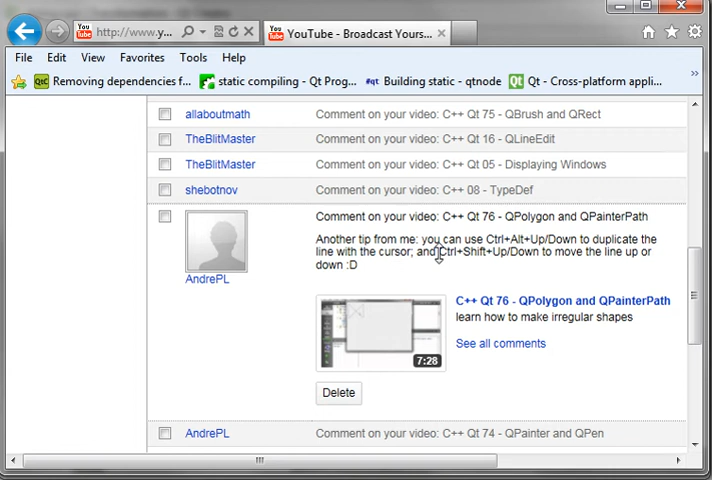 http://www.y...
YouTube - Broadcast Yours...
File Edit View Favorites Tools Help
Removing dependencies f... static compiling - Qt Prog... Building static - qtnode Qt - Cross-platform appli...
allaboutmath Comment on your video: C++ Qt 75 - QBrush and QRect
TheBlitMaster Comment on your video: C++ Qt 16 - QLineEdit
TheBlitMaster Comment on your video: C++ Qt 05 - Displaying Windows
shebotnov Comment on your video: C++ 08 - TypeDef
Comment on your video: C++ Qt 76 - QPolygon and QPainterPath
Another tip from me: you can use Ctrl+Alt+Up/Down to duplicate the
line with the cursor; and Ctrl+Shift+Up/Down to move the line up or
down :D
AndrePL
C++ Qt 76 - QPolygon and QPainterPath
learn how to make irregular shapes
See all comments
7:28
Delete
AndrePL Comment on your video: C++ Qt 74 - QPainter and QPen